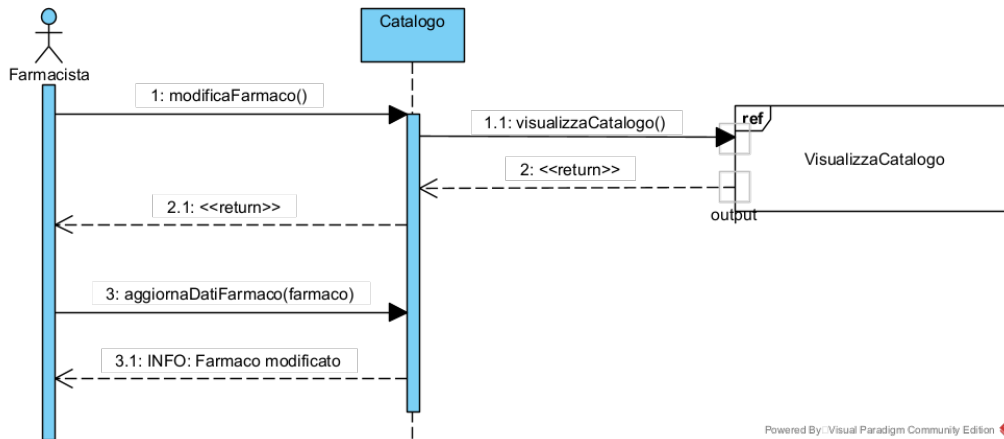 Catalogo
Farmacista
1: modificaFarmaco()
1.1: visualizzaCatalogo()
ref
VisualizzaCatalogo
2: <<return>>
2.1: <<return>>
output
3: aggiornaDatiFarmaco(farmaco)
3.1: INFO: Farmaco modificato
Powered By Visual Paradigm Community Edition